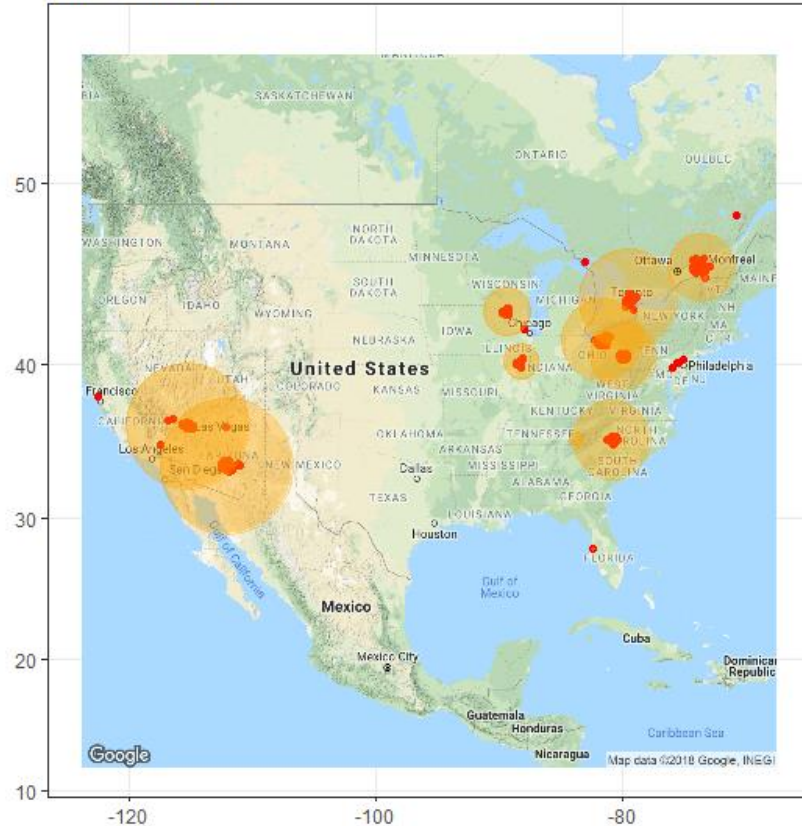 SASKATCHEWAN
ONTARIO
QUEBEC
50
WASHINGTON
MONTANA
NORTH
DAKOTA
MINNESOTA
Ottawa
Montreal
MAINE
SOUTH
DAKOTA
WISCONSIN
MICHIGAN
Toronto
VT
NH
OREGON
IDAHO
WYOMING
NEW YORK
MA
IOWA
Chicago
NEBRASKA
ILLINOIS
INDIANA
OHIO
PENN
CT RI
40
United States
Philadelphia
NEVADA
UTAH
COLORADO
KANSAS
MISSOURI
WEST
VIRGINIA
MD
DE
NJ
Francisco
CALIFORNIA
KENTUCKY
VIRGINIA
Las Vegas
OKLAHOMA
TENNESSEE
NORTH
CAROLINA
Los Angeles
ARIZONA
NEW MEXICO
ARKANSAS
San Diego
Dallas
MISSISSIPPI
SOUTH
CAROLINA
TEXAS
ALABAMA
GEORGIA
30
LOUISIANA
Houston
Gulf of California
FLORIDA
Gulf of
Mexico
Mexico
Cuba
20
Mexico City
Dominican
Republic
Guatemala
Honduras
Caribbean Sea
Nicaragua
Google
Map data ©2018 Google, INEGI
10
-120
-100
-80